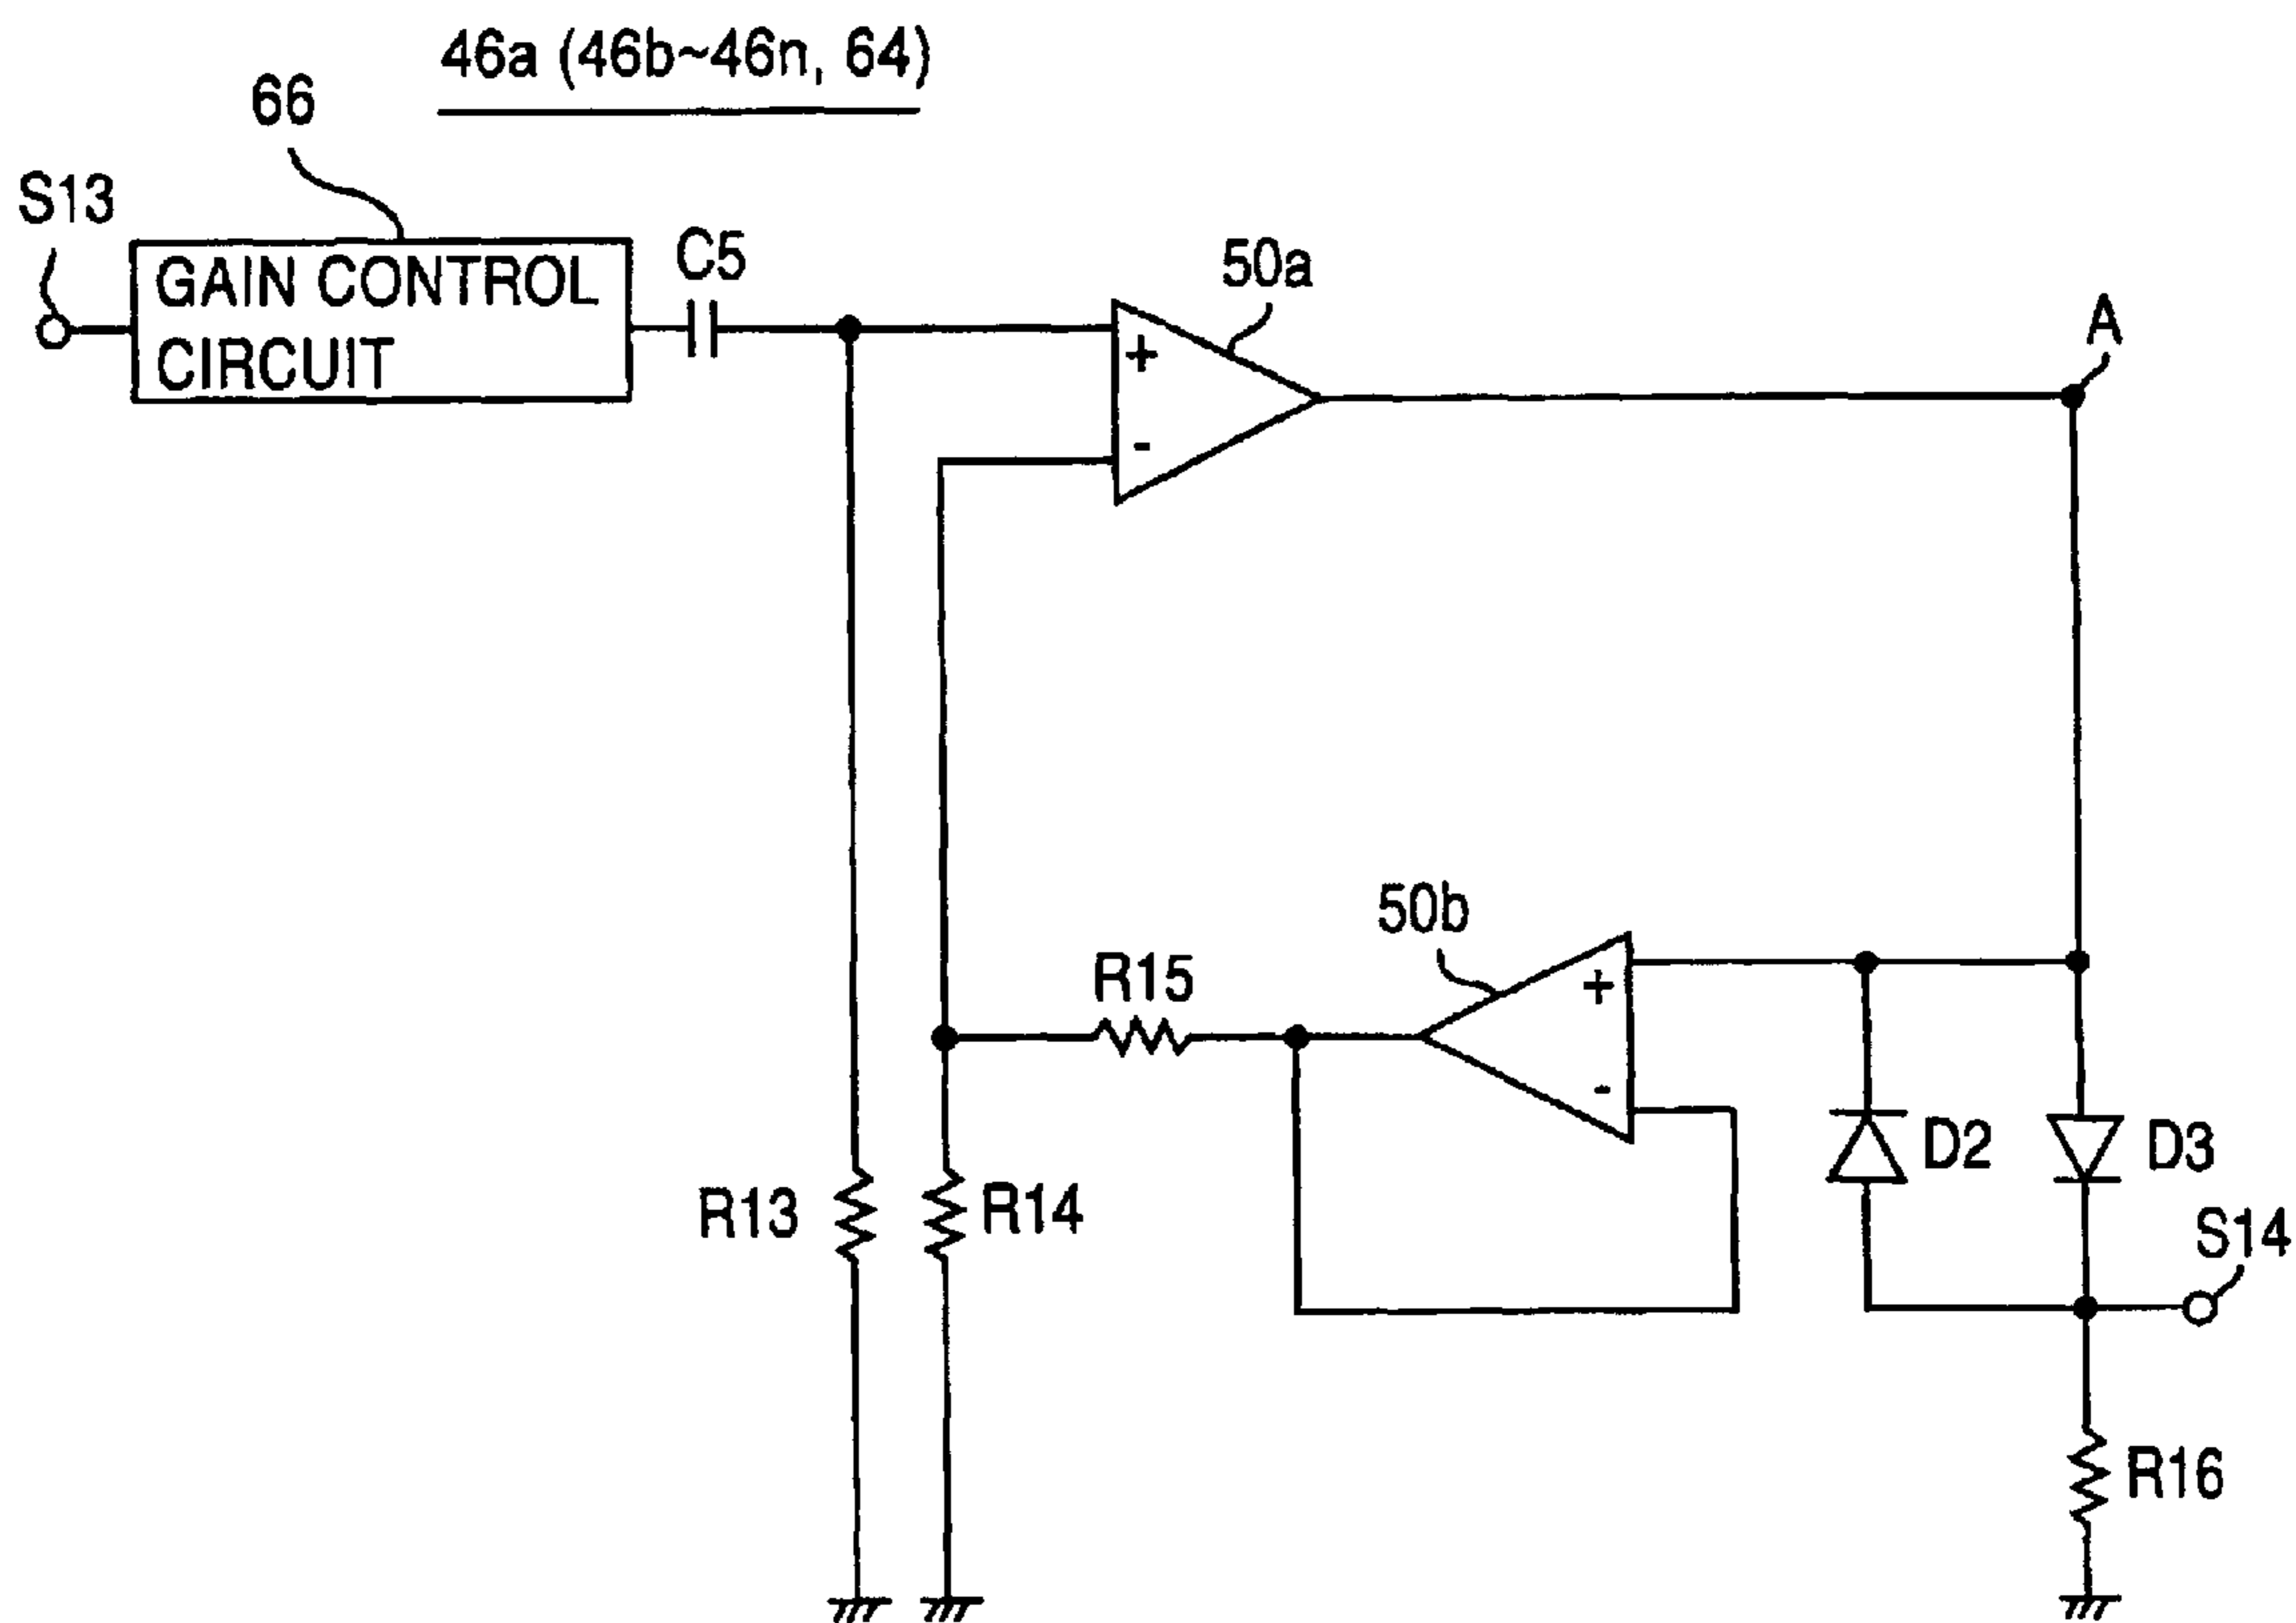 46a (46b~46n, 64)
66
S13
GAIN CONTROL
CIRCUIT
C5
50a
+
-
A
50b
+
-
R15
D2
D3
R13
R14
S14
R16